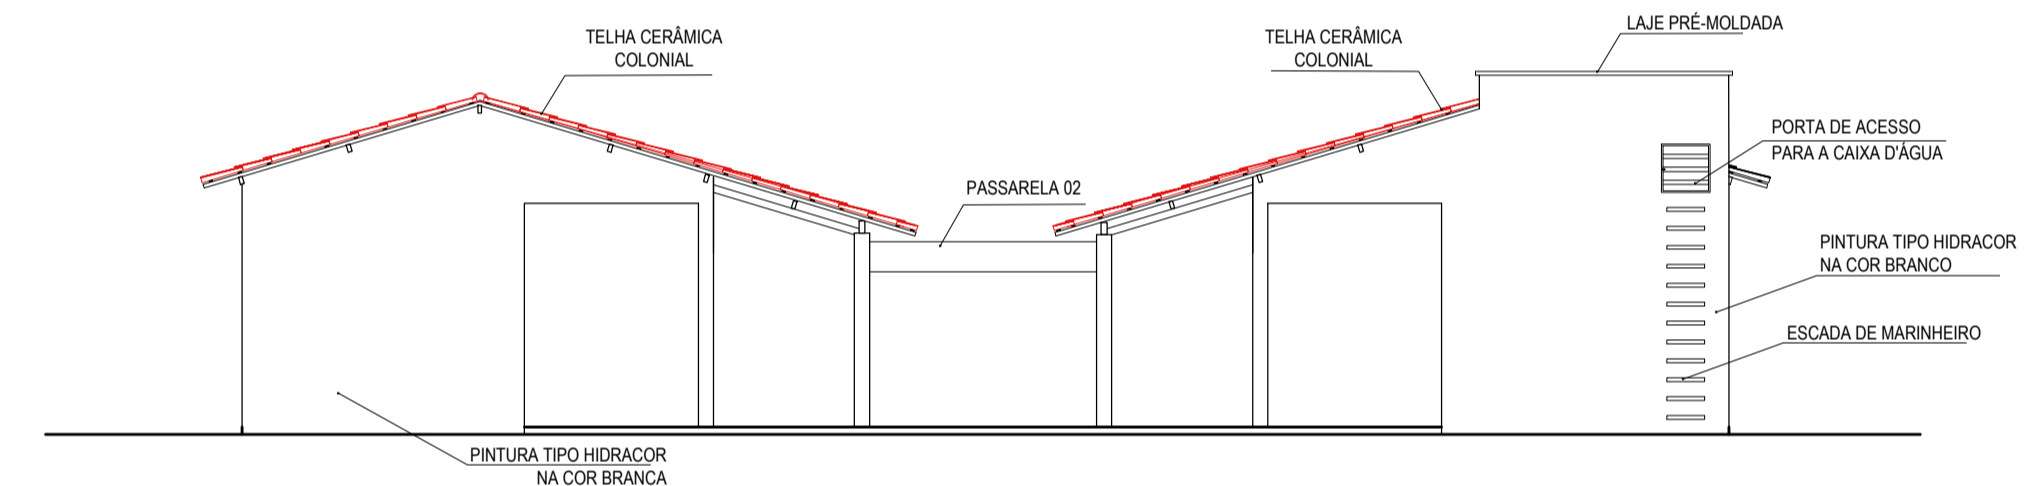 TELHA CERÂMICA
COLONIAL
TELHA CERÂMICA
COLONIAL
LAJE PRÉ-MOLDADA
PORTA DE ACESSO
PARA A CAIXA D'ÁGUA
PASSARELA 02
PINTURA TIPO HIDRACOR
NA COR BRANCO
ESCADA DE MARINHEIRO
PINTURA TIPO HIDRACOR
NA COR BRANCA